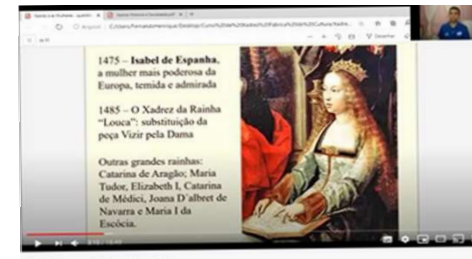 1475 – Isabel de Espanha,
a mulher mais poderosa da
Europa, temida e admirada
1485 – O Xadrez da Rainha
"Louca": substituição da
peça Vizir pela Dama
Outras grandes rainhas:
Catarina de Aragão; Maria
Tudor, Elizabeth I, Catarina
de Médici, Joana D´albret de
Navarra e Maria I da
Escócia.